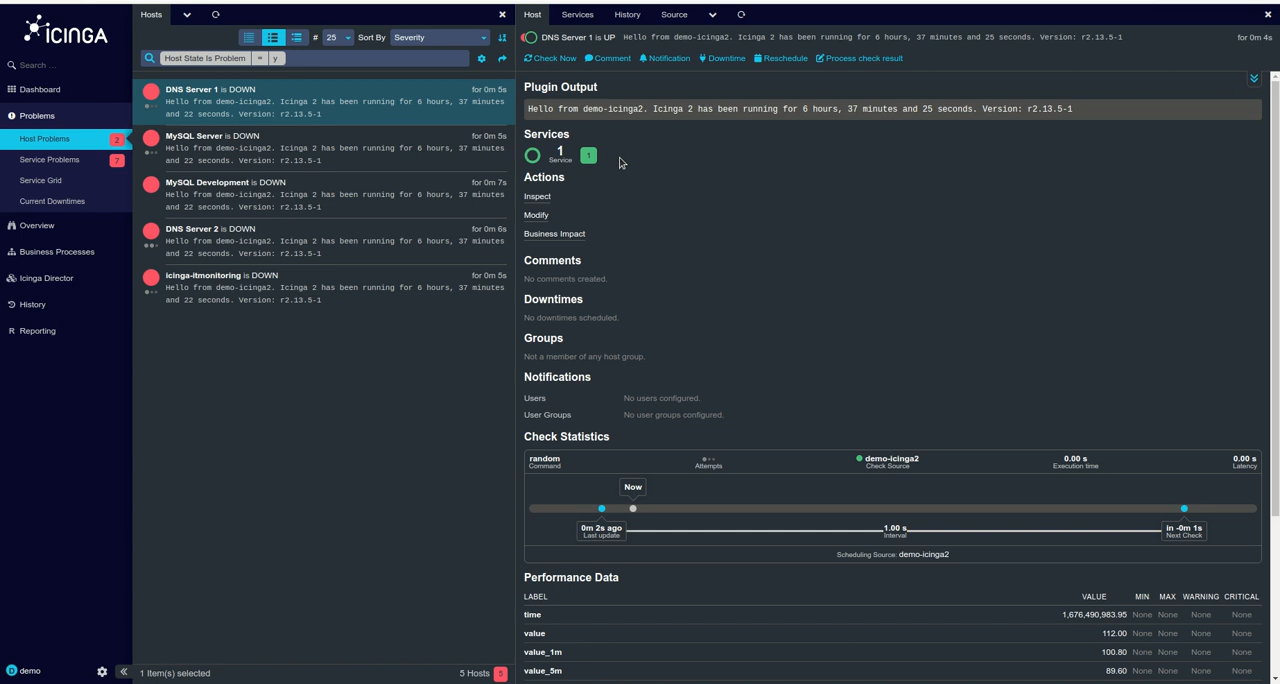 icinga
Search ...
Dashboard
Problems
Host Problems 2
Service Problems 7
Service Grid
Current Downtimes
Overview
Business Processes
Icinga Director
History
R Reporting
D demo
Hosts
# 25 Sort By Severity
Host State Is Problem = y
DNS Server 1 is DOWN for 0m 5s
Hello from demo-icinga2. Icinga 2 has been running for 6 hours, 37 minutes
and 22 seconds. Version: r2.13.5-1
MySQL Server is DOWN for 0m 5s
Hello from demo-icinga2. Icinga 2 has been running for 6 hours, 37 minutes
and 22 seconds. Version: r2.13.5-1
MySQL Development is DOWN for 0m 7s
Hello from demo-icinga2. Icinga 2 has been running for 6 hours, 37 minutes
and 22 seconds. Version: r2.13.5-1
DNS Server 2 is DOWN for 0m 6s
Hello from demo-icinga2. Icinga 2 has been running for 6 hours, 37 minutes
and 22 seconds. Version: r2.13.5-1
icinga-itmonitoring is DOWN for 0m 5s
Hello from demo-icinga2. Icinga 2 has been running for 6 hours, 37 minutes
and 22 seconds. Version: r2.13.5-1
1 Item(s) selected 5 Hosts 5
Host Services History Source
DNS Server 1 is UP Hello from demo-icinga2. Icinga 2 has been running for 6 hours, 37 minutes and 25 seconds. Version: r2.13.5-1 for 0m 4s
Check Now Comment Notification Downtime Reschedule Process check result
Plugin Output
Hello from demo-icinga2. Icinga 2 has been running for 6 hours, 37 minutes and 25 seconds. Version: r2.13.5-1
Services
1 1
Service
Actions
Inspect
Modify
Business Impact
Comments
No comments created.
Downtimes
No downtimes scheduled.
Groups
Not a member of any host group.
Notifications
Users No users configured.
User Groups No user groups configured.
Check Statistics
random demo-icinga2 0.00 s 0.00 s
Command Attempts Check Source Execution time Latency
Now
0m 2s ago 1.00 s in -0m 1s
Last update Interval Next Check
Scheduling Source: demo-icinga2
Performance Data
LABEL VALUE MIN MAX WARNING CRITICAL
time 1,676,490,983.95 None None None None
value 112.00 None None None None
value_1m 100.80 None None None None
value_5m 89.60 None None None None